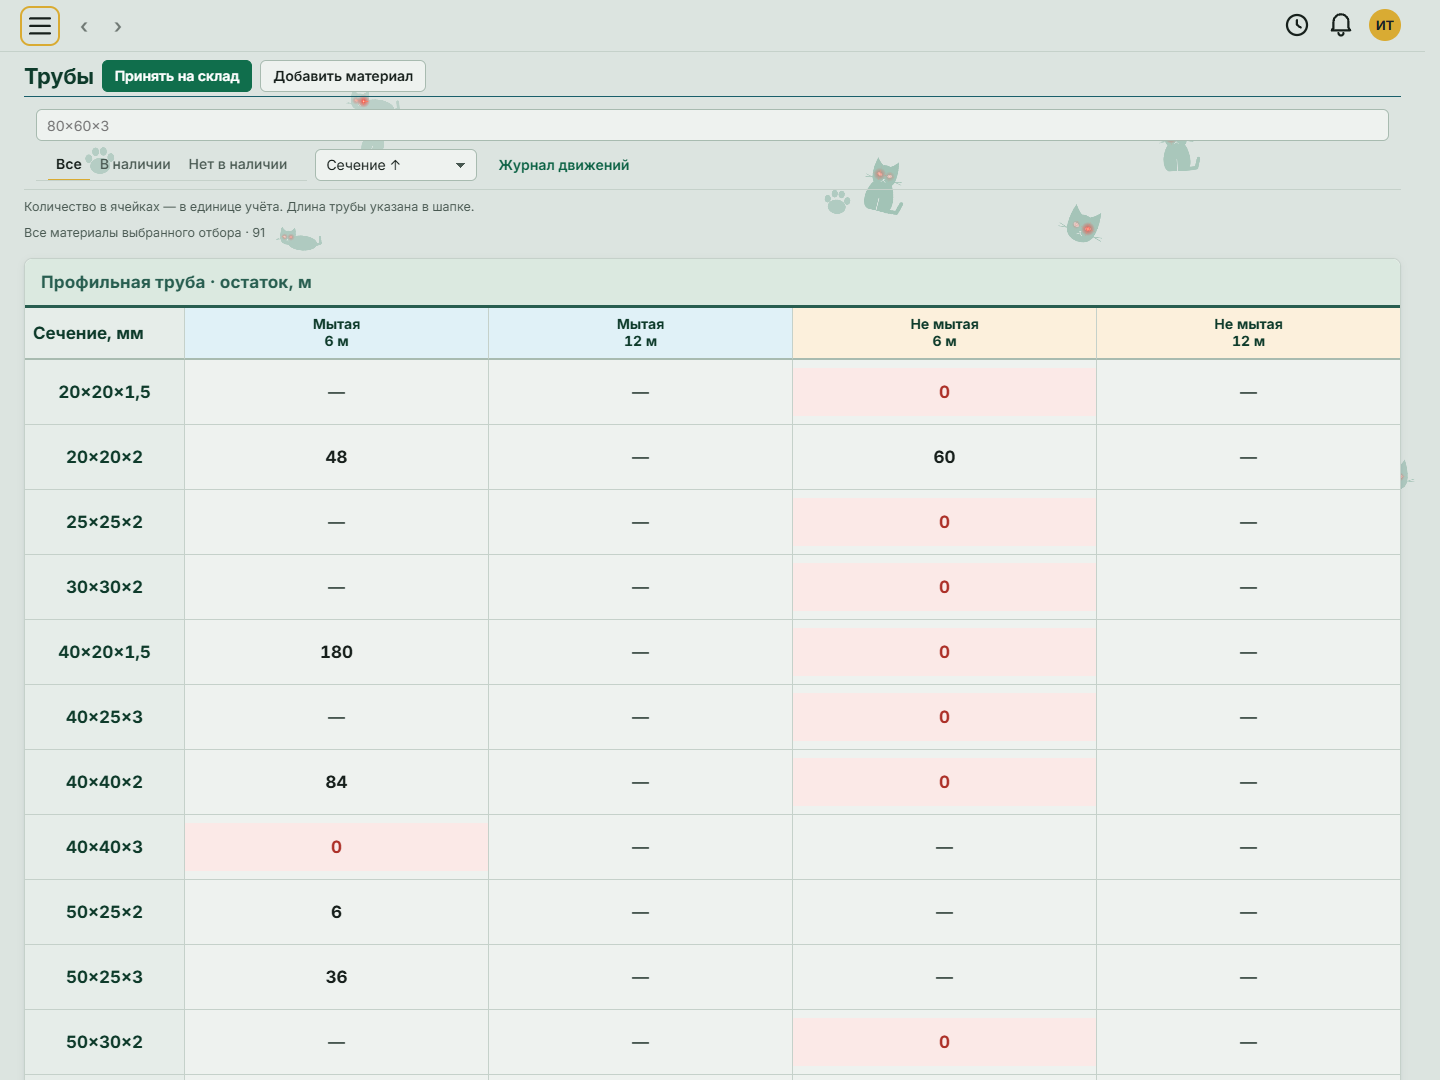 ‹ ›
ИТ
Трубы Принять на склад Добавить материал
80×60×3
Все В наличии Нет в наличии Сечение ↑ Журнал движений
Количество в ячейках — в единице учёта. Длина трубы указана в шапке.
Все материалы выбранного отбора · 91
Профильная труба · остаток, м
Сечение, мм
Мытая
6 м
Мытая
12 м
Не мытая
6 м
Не мытая
12 м
20×20×1,5 — — 0 —
20×20×2 48 — 60 —
25×25×2 — — 0 —
30×30×2 — — 0 —
40×20×1,5 180 — 0 —
40×25×3 — — 0 —
40×40×2 84 — 0 —
40×40×3 0 — — —
50×25×2 6 — — —
50×25×3 36 — — —
50×30×2 — — 0 —